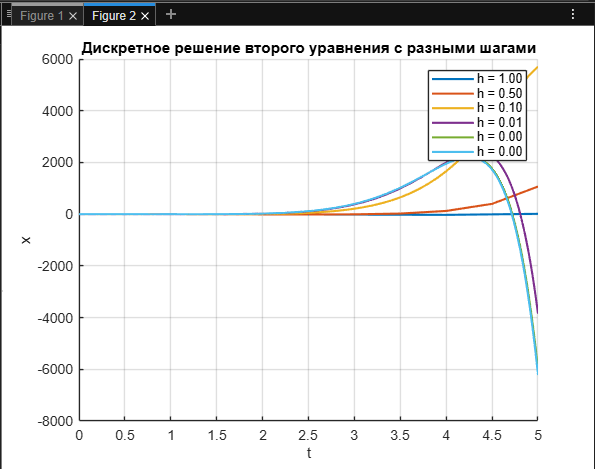 Figure 1 × Figure 2 × +
Дискретное решение второго уравнения с разными шагами
6000
4000
2000
0
-2000
-4000
-6000
-8000
x
h = 1.00
h = 0.50
h = 0.10
h = 0.01
h = 0.00
h = 0.00
0 0.5 1 1.5 2 2.5 3 3.5 4 4.5 5
t